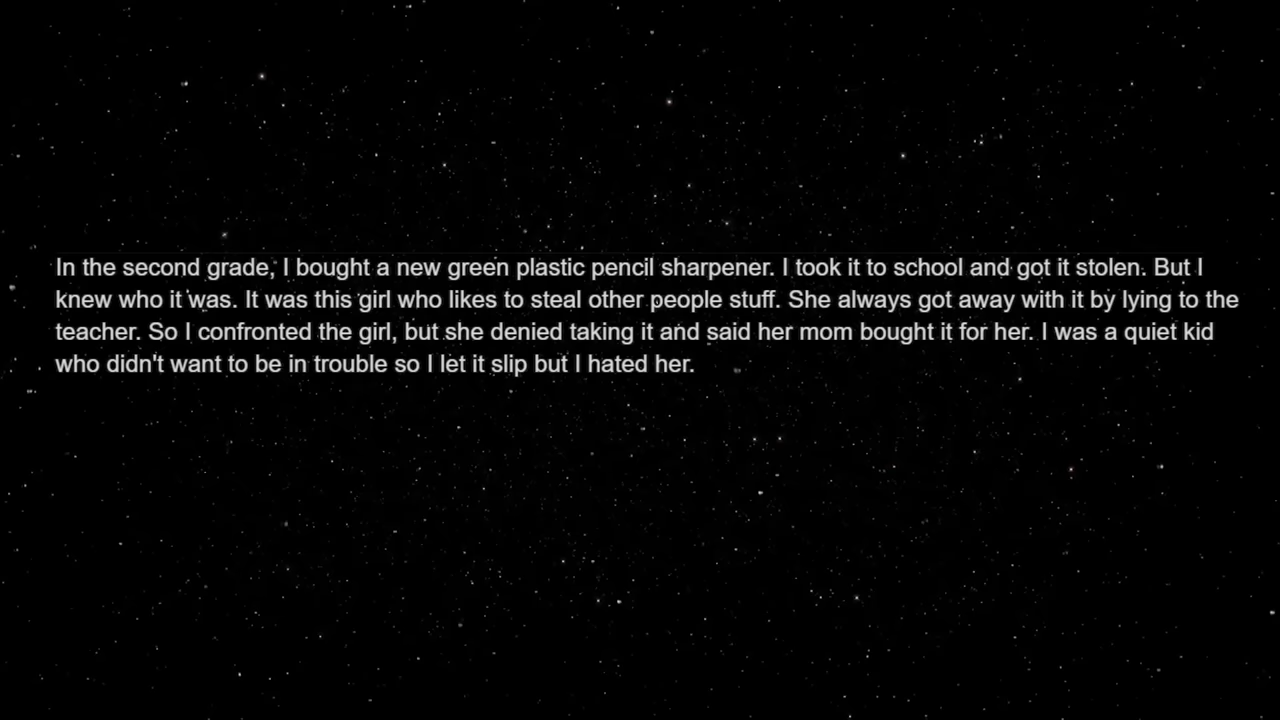 In the second grade, I bought a new green plastic pencil sharpener. I took it to school and got it stolen. But I
knew who it was. It was this girl who likes to steal other people stuff. She always got away with it by lying to the
teacher. So I confronted the girl, but she denied taking it and said her mom bought it for her. I was a quiet kid
who didn't want to be in trouble so I let it slip but I hated her.